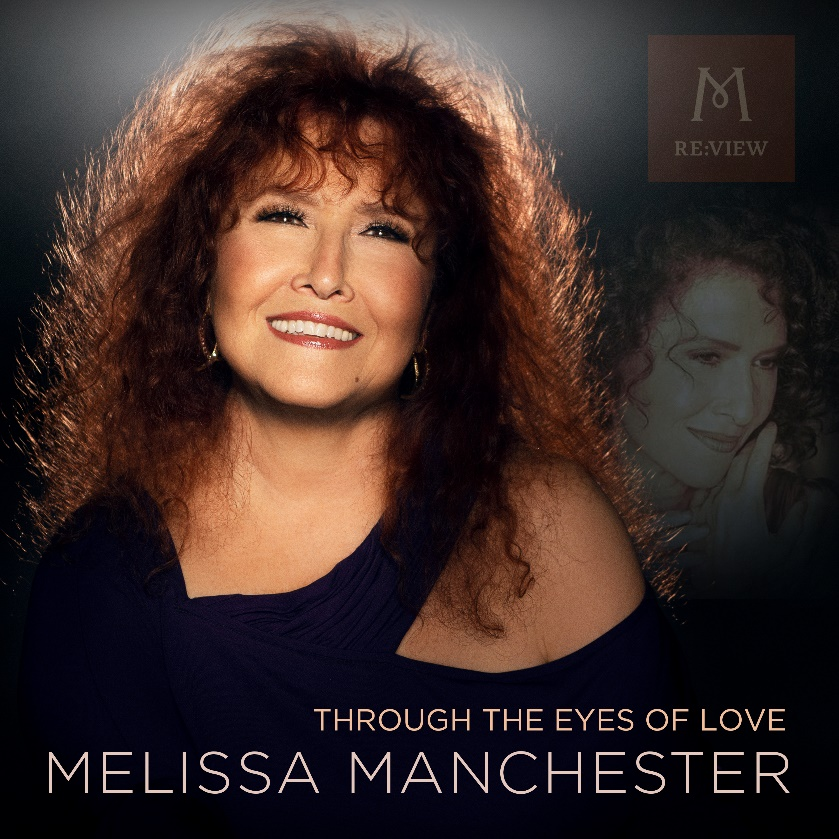 M
RE:VIEW
THROUGH THE EYES OF LOVE
MELISSA MANCHESTER